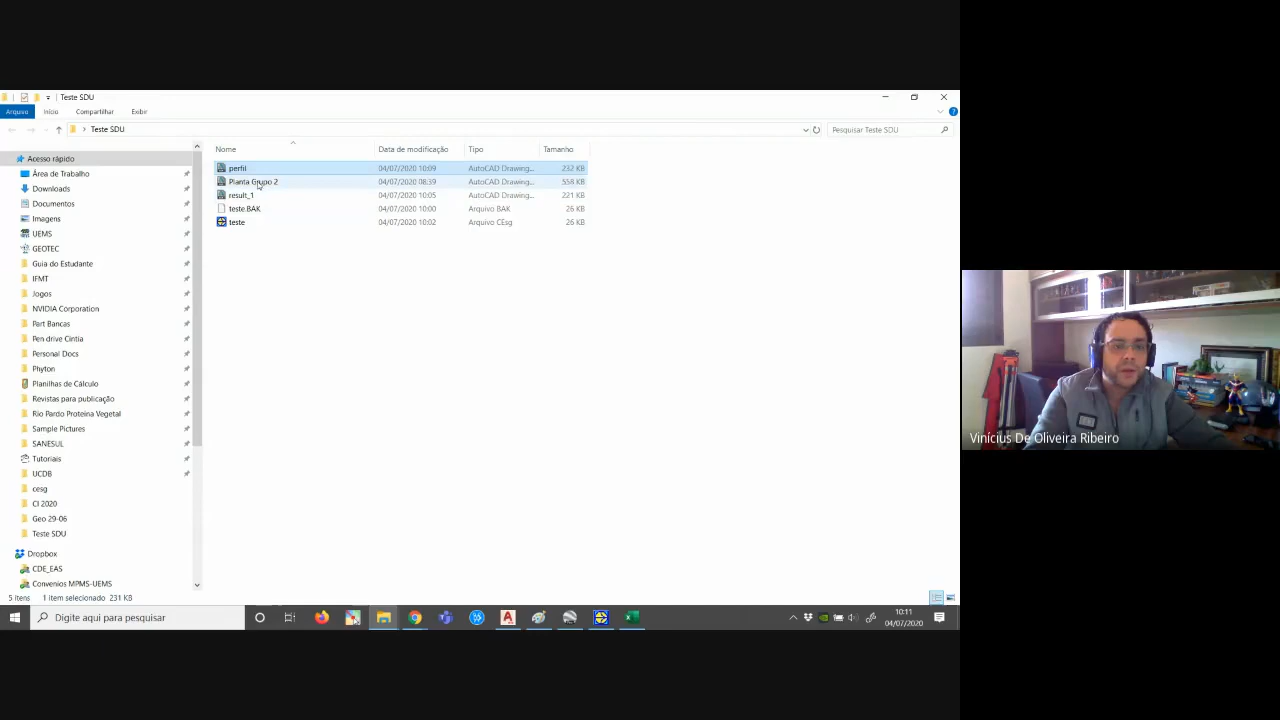 Teste SDU
Arquivo Início Compartilhar Exibir
Teste SDU
Pesquisar Teste SDU
Nome Data de modificação Tipo Tamanho
perfil 04/07/2020 10:09 AutoCAD Drawing... 232 KB
Planta Grupo 2 04/07/2020 08:39 AutoCAD Drawing... 558 KB
result_1 04/07/2020 10:05 AutoCAD Drawing... 221 KB
teste.BAK 04/07/2020 10:00 Arquivo BAK 26 KB
teste 04/07/2020 10:02 Arquivo CEsg 26 KB
Acesso rápido
Área de Trabalho
Downloads
Documentos
Imagens
UEMS
GEOTEC
Guia do Estudante
IFMT
Jogos
NVIDIA Corporation
Part Bancas
Pen drive Cintia
Personal Docs
Phyton
Planilhas de Cálculo
Revistas para publicação
Rio Pardo Proteina Vegetal
Sample Pictures
SANESUL
Tutoriais
UCDB
cesg
CI 2020
Geo 29-06
Teste SDU
Dropbox
CDE_EAS
Convenios MPMS-UEMS
5 itens 1 item selecionado 231 KB
Digite aqui para pesquisar
10:11
04/07/2020
Vinícius De Oliveira Ribeiro